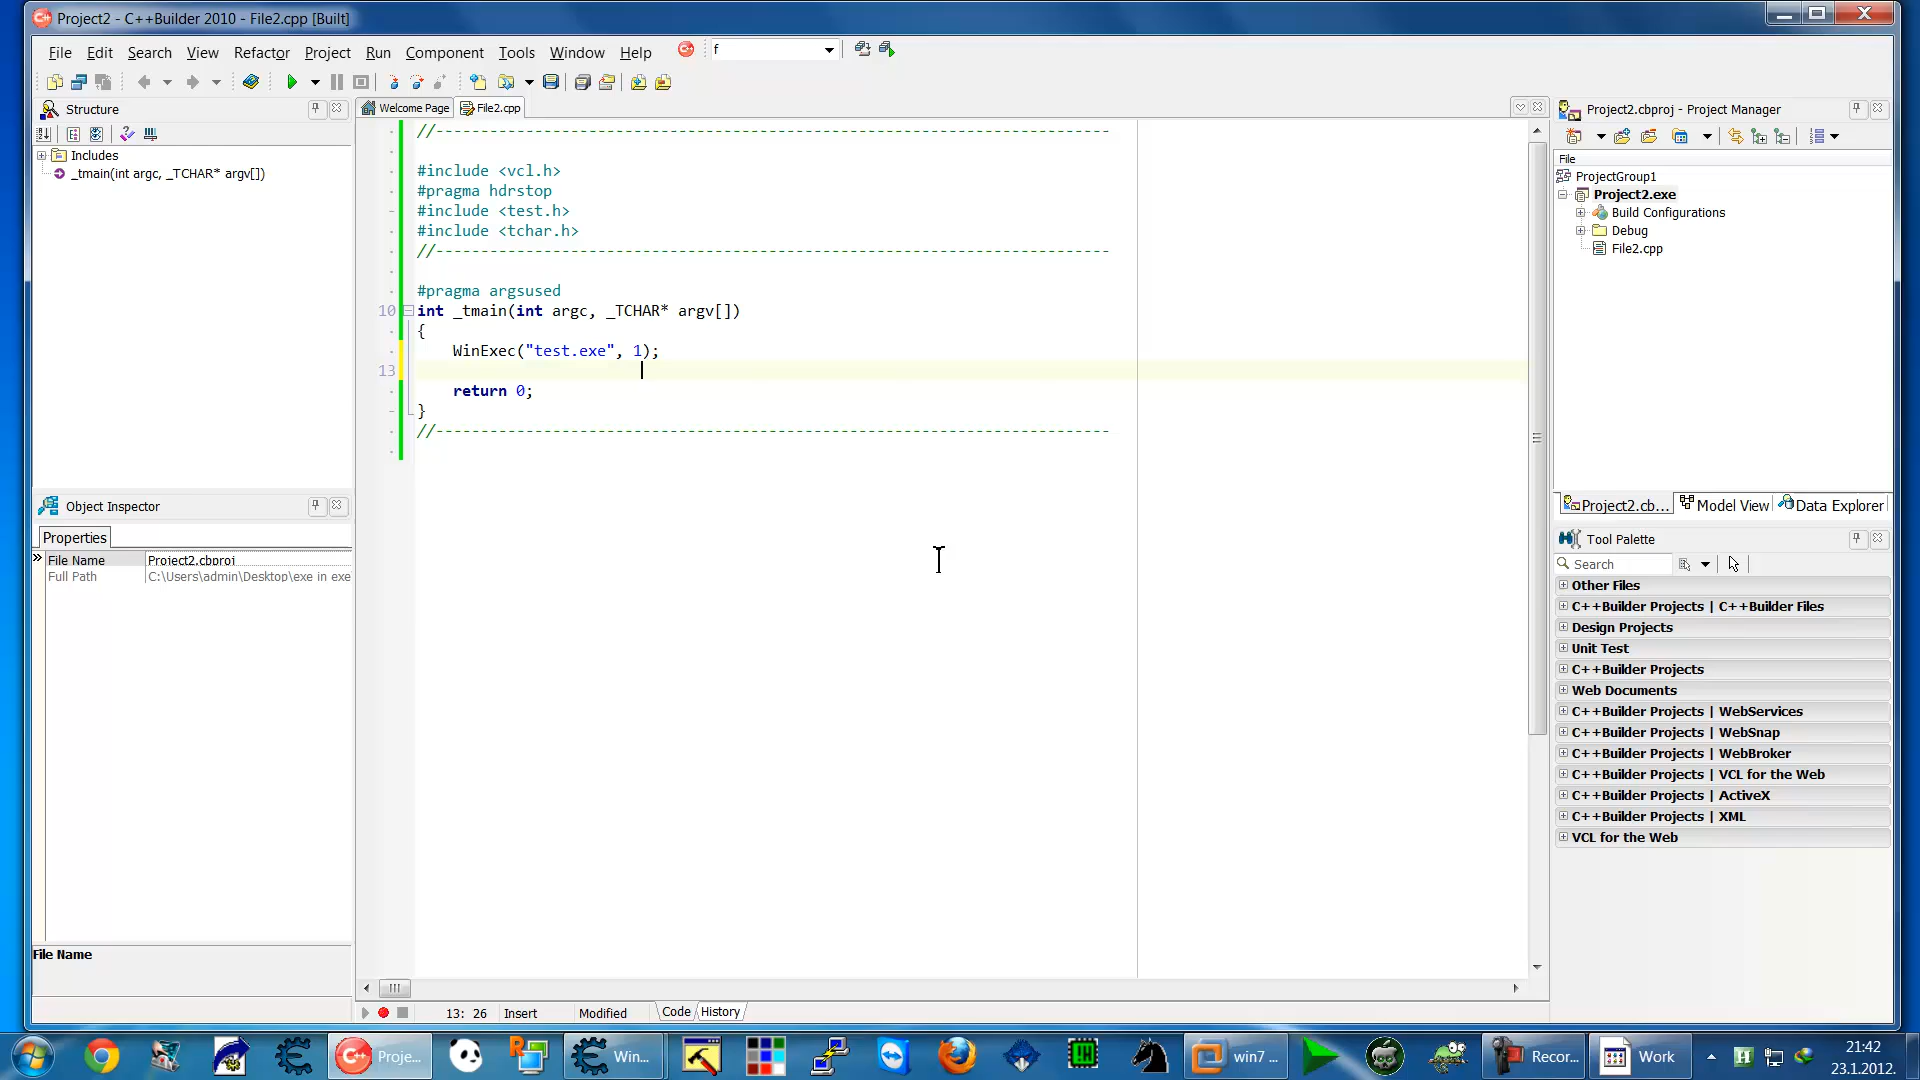 Project2 - C++Builder 2010 - File2.cpp [Built]
File Edit Search View Refactor Project Run Component Tools Window Help f
Structure
Includes
_tmain(int argc, _TCHAR* argv[])
Welcome Page File2.cpp
//---------------------------------------------------------------------------
#include <vcl.h>
#pragma hdrstop
#include <test.h>
#include <tchar.h>
//---------------------------------------------------------------------------
#pragma argsused
10 int _tmain(int argc, _TCHAR* argv[])
{
WinExec("test.exe", 1);
13
return 0;
}
//---------------------------------------------------------------------------
Object Inspector
Properties
File Name Project2.cbproj
Full Path C:\Users\admin\Desktop\exe in exe
File Name
13: 26 Insert Modified Code History
Project2.cbproj - Project Manager
File
ProjectGroup1
Project2.exe
Build Configurations
Debug
File2.cpp
Project2.cb... Model View Data Explorer
Tool Palette
Search
Other Files
C++Builder Projects | C++Builder Files
Design Projects
Unit Test
C++Builder Projects
Web Documents
C++Builder Projects | WebServices
C++Builder Projects | WebSnap
C++Builder Projects | WebBroker
C++Builder Projects | VCL for the Web
C++Builder Projects | ActiveX
C++Builder Projects | XML
VCL for the Web
Proje... Win... win7 ... Recor... Work
21:42
23.1.2012.